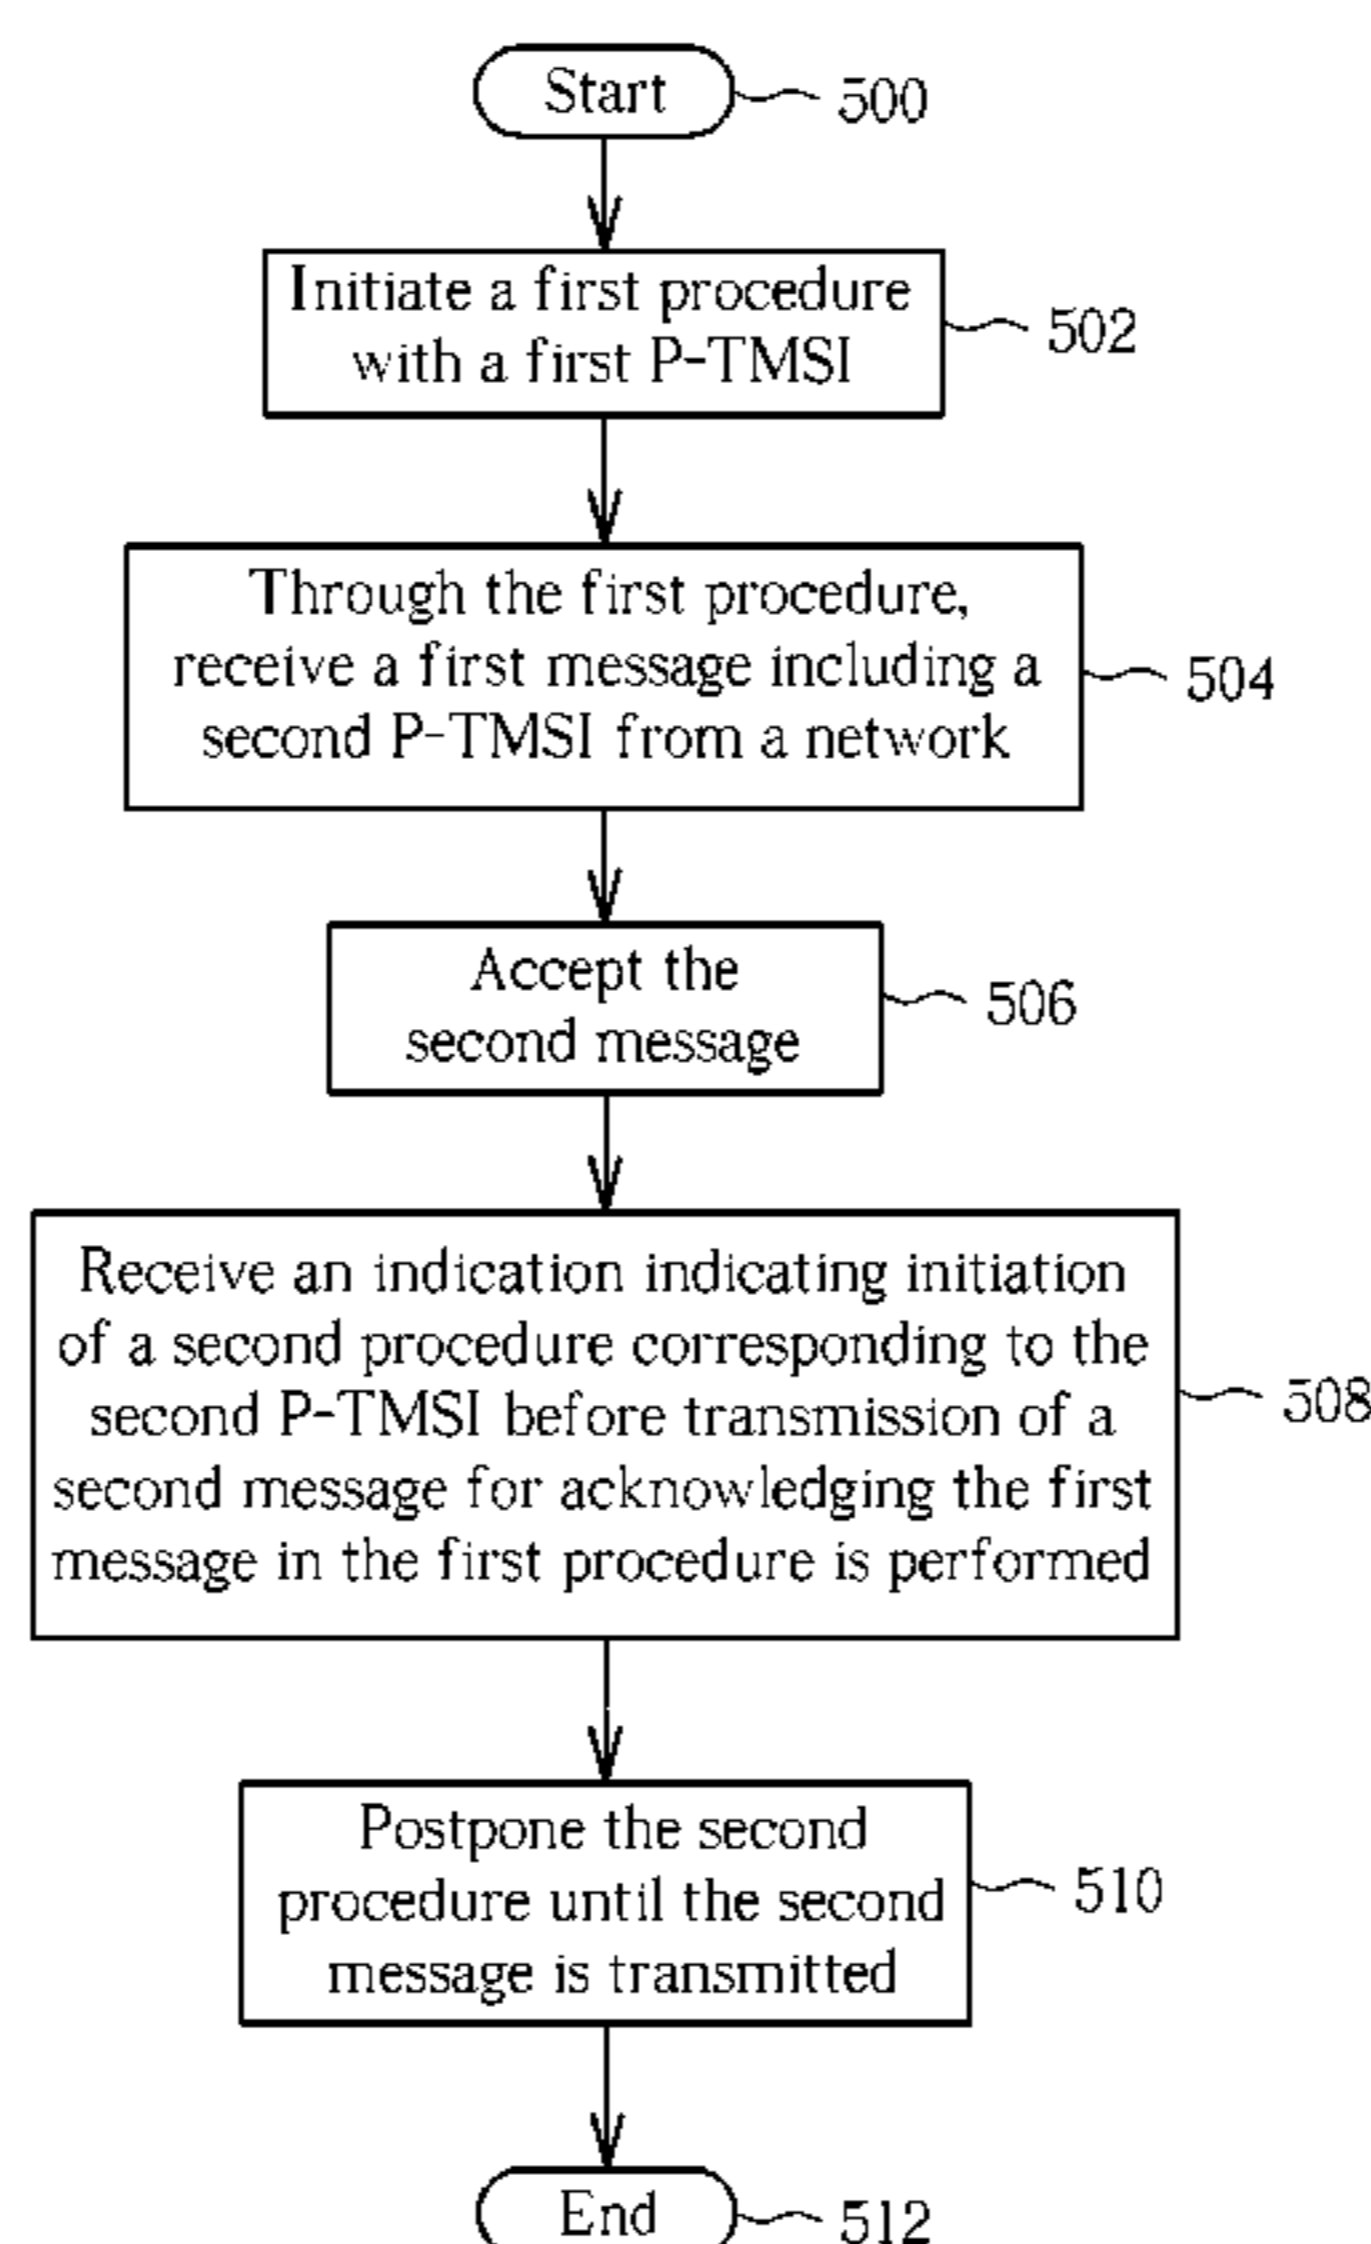 Start
500
Initiate a first procedure
with a first P-TMSI
502
Through the first procedure,
receive a first message including a
second P-TMSI from a network
504
Accept the
second message
506
Receive an indication indicating initiation
of a second procedure corresponding to the
second P-TMSI before transmission of a
second message for acknowledging the first
message in the first procedure is performed
508
Postpone the second
procedure until the second
message is transmitted
510
End
512